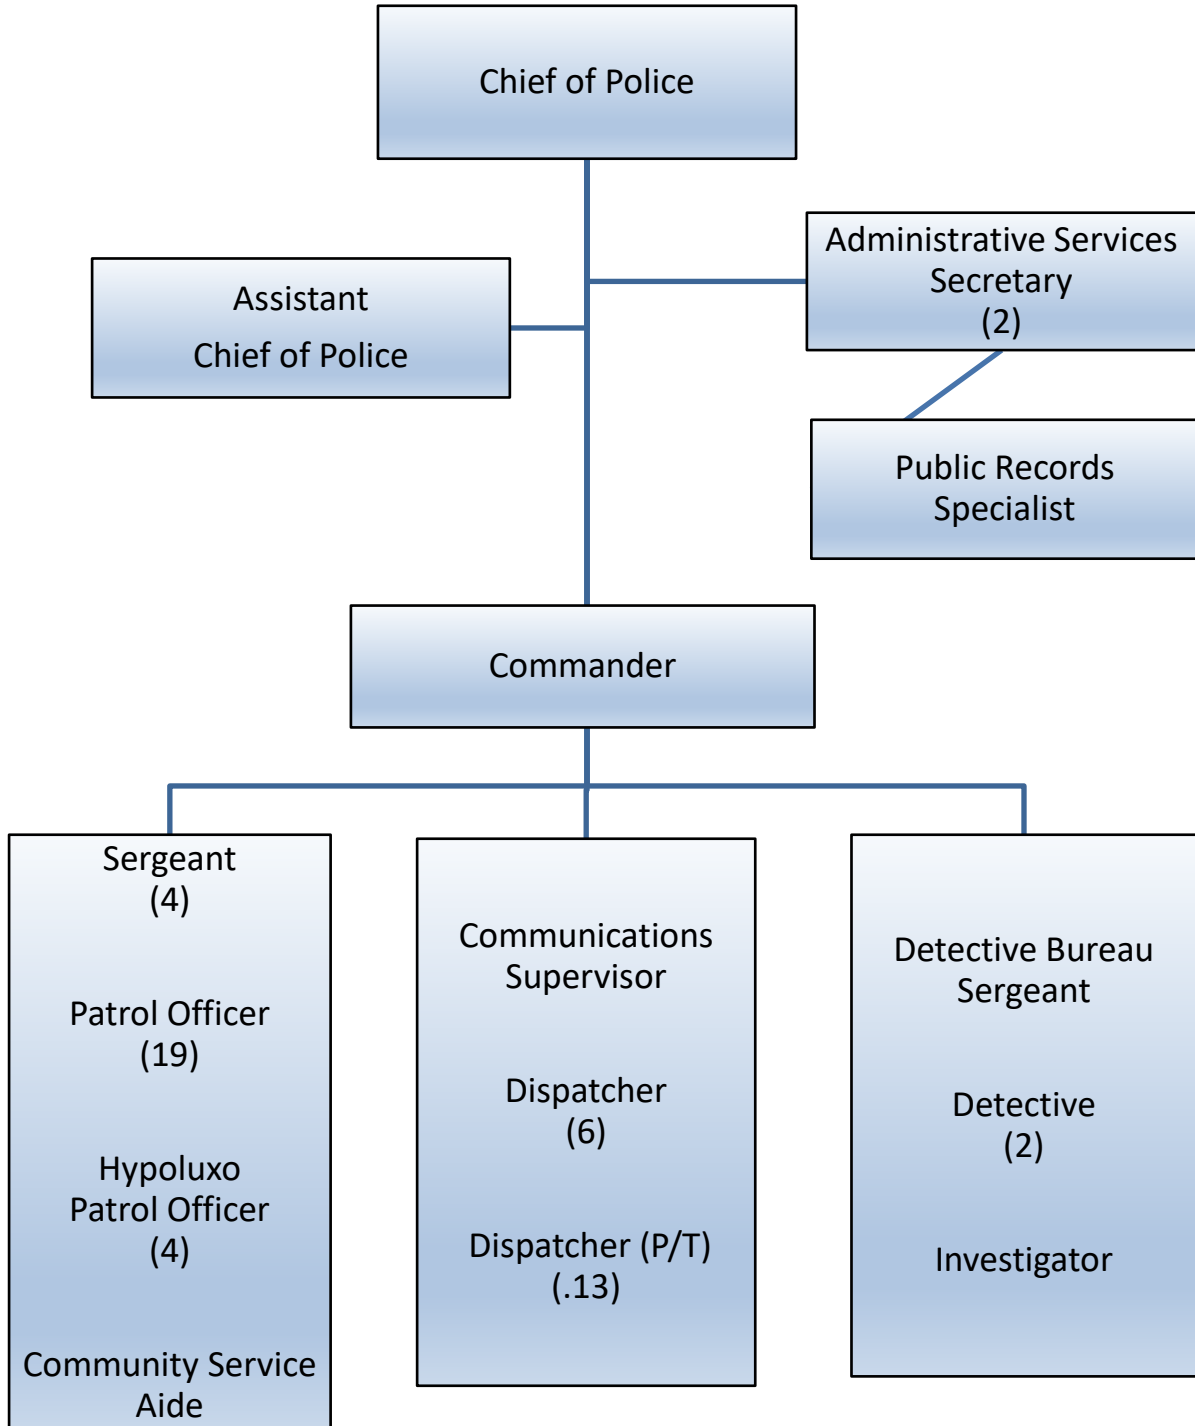 Chief of Police
Administrative Services
Secretary
(2)
Assistant
Chief of Police
Public Records
Specialist
Commander
Sergeant
(4)
Patrol Officer
(19)
Hypoluxo
Patrol Officer
(4)
Community Service
Aide
Communications
Supervisor
Dispatcher
(6)
Dispatcher (P/T)
(.13)
Detective Bureau
Sergeant
Detective
(2)
Investigator